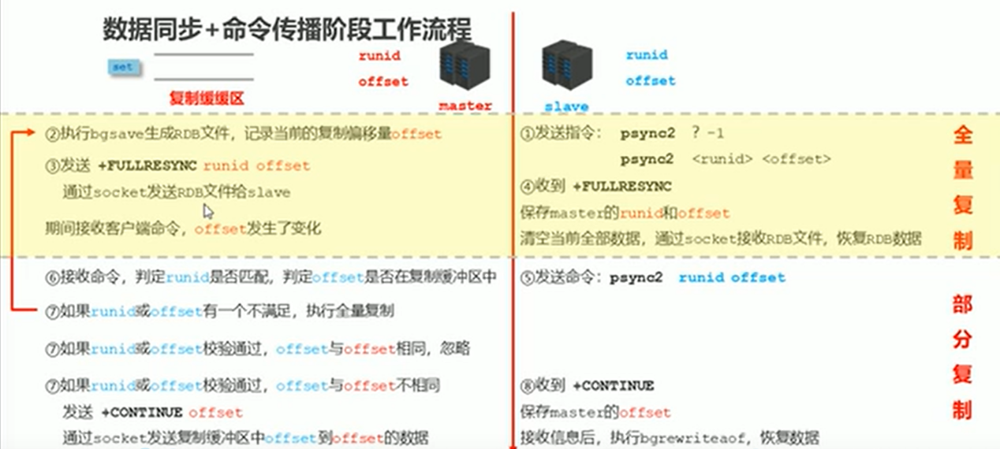 数据同步+命令传播阶段工作流程
set
复制缓缓区
runid
offset
master
slave
runid
offset
②执行bgsave生成RDB文件，记录当前的复制偏移量offset
③发送 +FULLRESYNC runid offset
通过socket发送RDB文件给slave
期间接收客户端命令，offset发生了变化
①发送指令： psync2 ? -1
psync2 <runid> <offset>
④收到 +FULLRESYNC
保存master的runid和offset
清空当前全部数据，通过socket接收RDB文件，恢复RDB数据
全量复制
⑥接收命令，判定runid是否匹配，判定offset是否在复制缓冲区中
⑦如果runid或offset有一个不满足，执行全量复制
⑦如果runid或offset校验通过，offset与offset相同，忽略
⑦如果runid或offset校验通过，offset与offset不相同
发送 +CONTINUE offset
通过socket发送复制缓冲区中offset到offset的数据
⑤发送命令：psync2 runid offset
⑧收到 +CONTINUE
保存master的offset
接收信息后，执行bgrewriteaof，恢复数据
部分复制